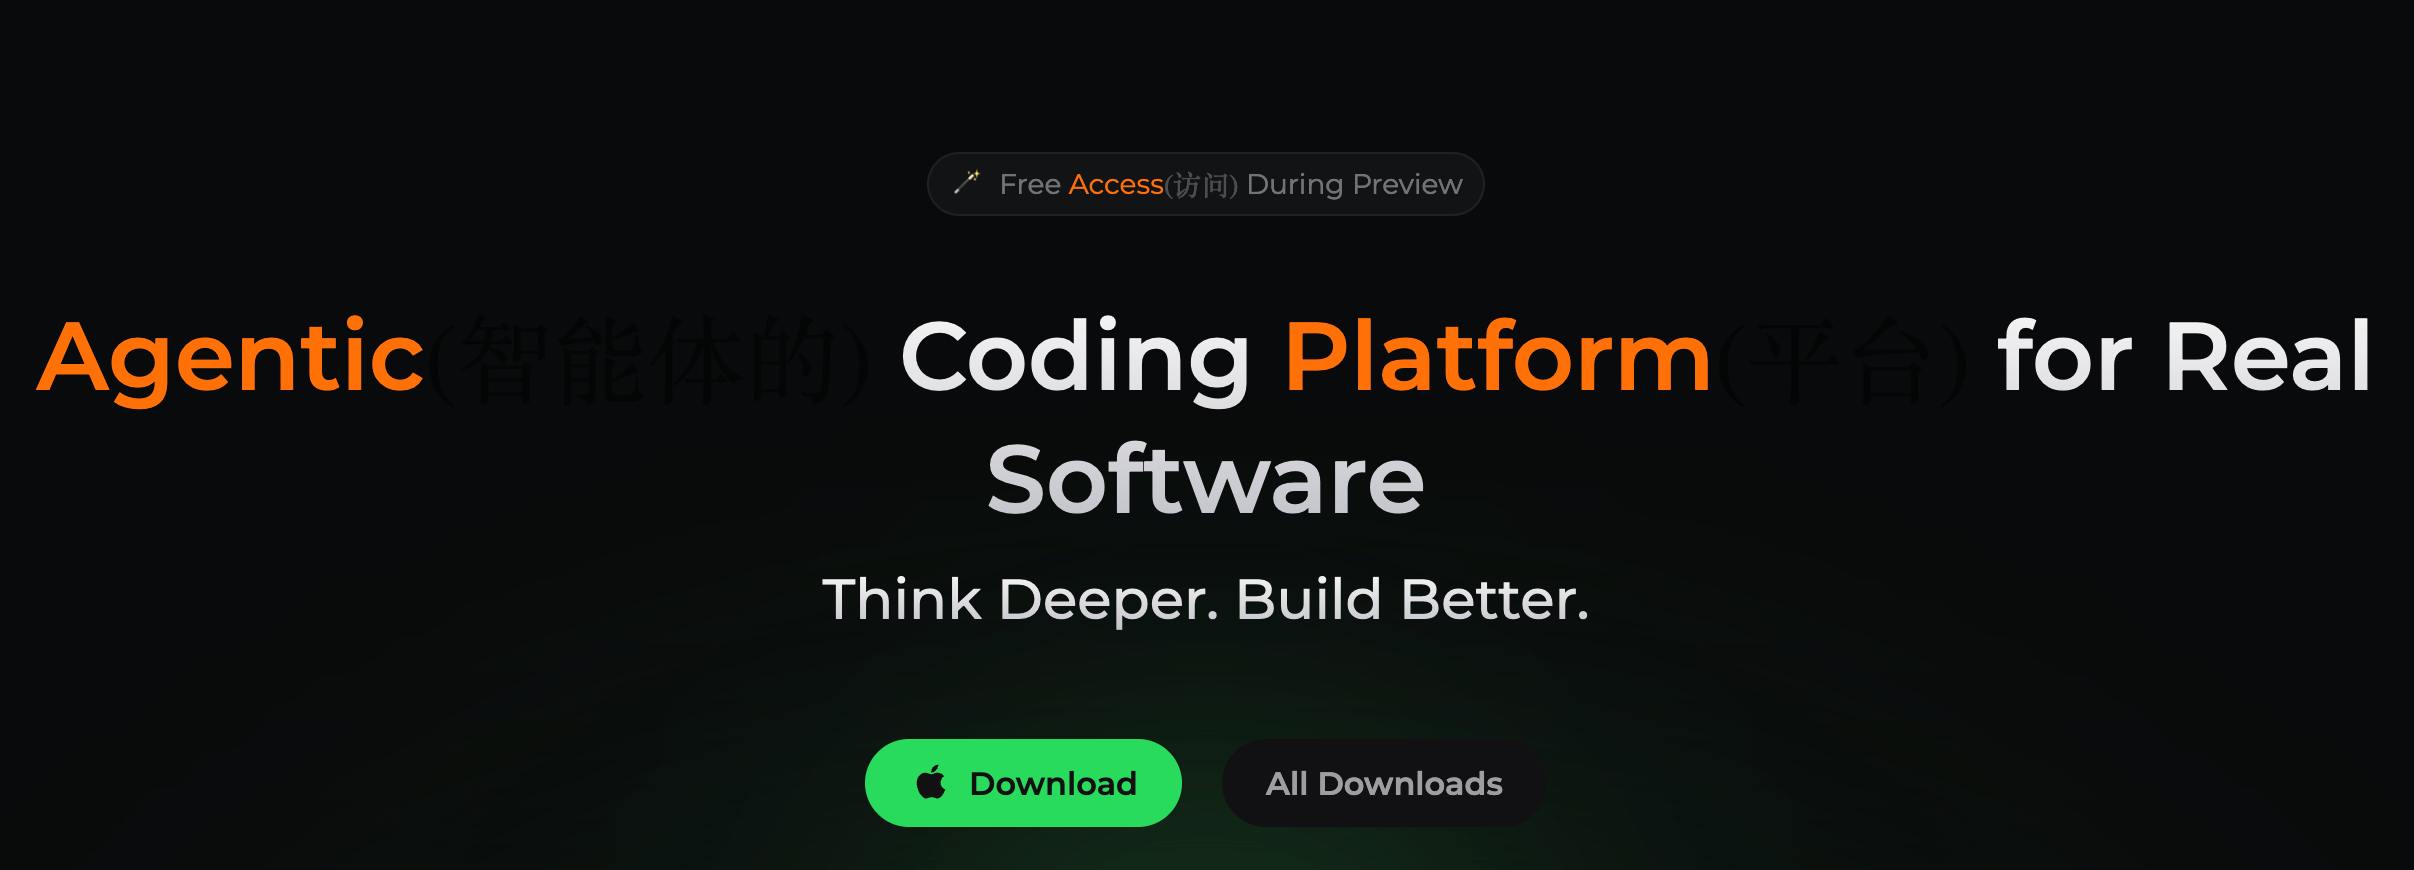 Free Access(访问) During Preview
Agentic(智能体的) Coding Platform(平台) for Real
Software
Think Deeper. Build Better.
Download
All Downloads